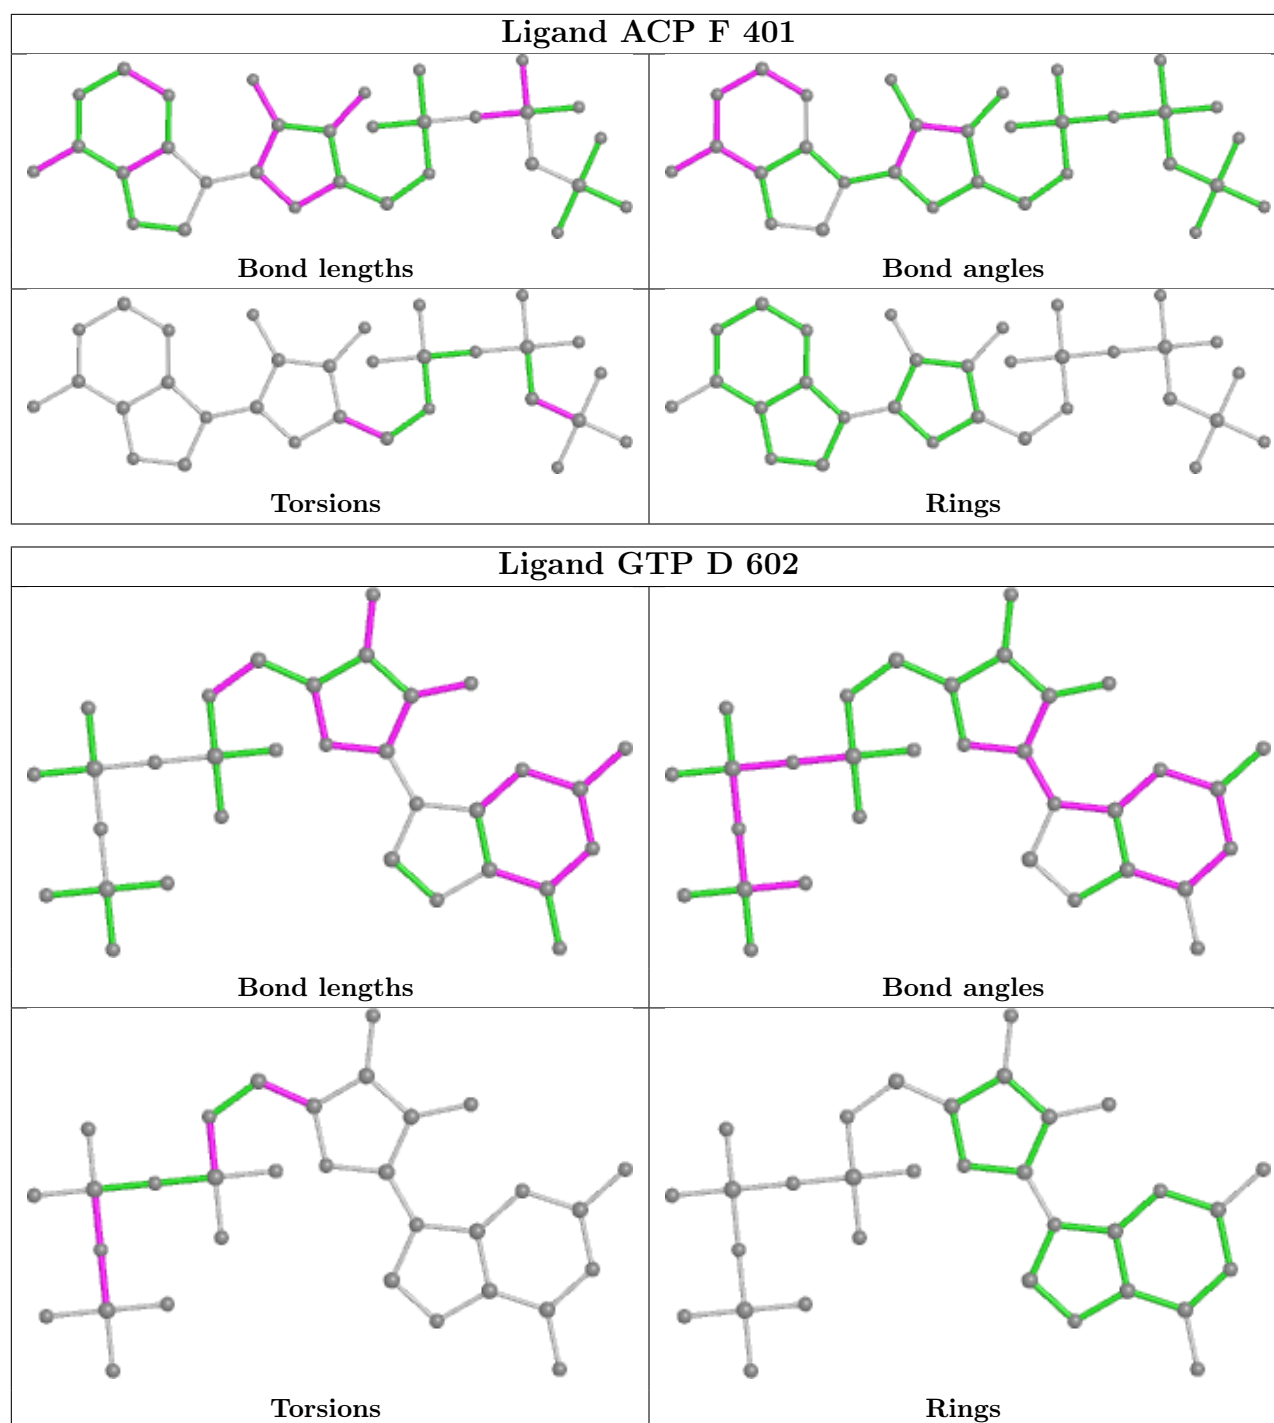 Ligand ACP F 401
Bond lengths
Bond angles
Torsions
Rings
Ligand GTP D 602
Bond lengths
Bond angles
Torsions
Rings